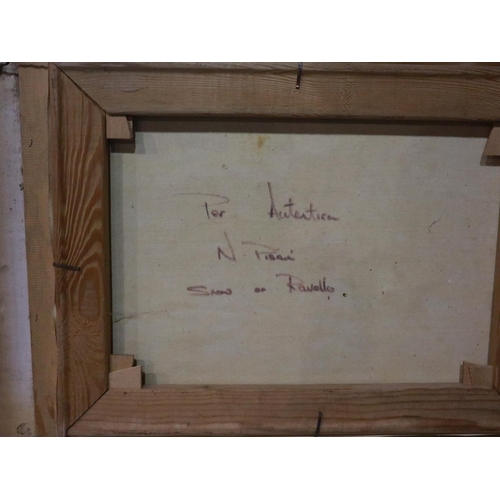 Per Autentica
N. Pisani
Snow on Ravello.